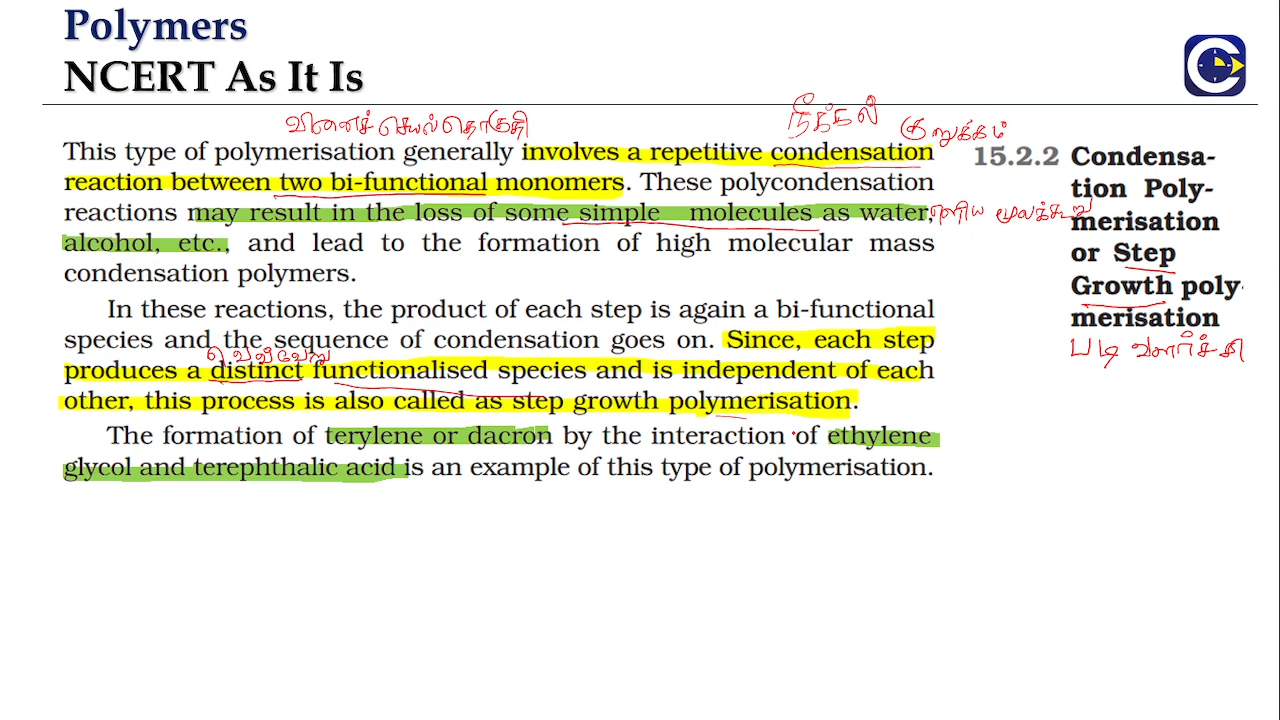 Polymers
NCERT As It Is
வினைச் செயல் தொகுதி
நீக்கல்
குறுக்கம்
This type of polymerisation generally involves a repetitive condensation
reaction between two bi-functional monomers. These polycondensation
reactions may result in the loss of some simple molecules as water,
எளிய மூலக்கூறு
alcohol, etc., and lead to the formation of high molecular mass
condensation polymers.
In these reactions, the product of each step is again a bi-functional
species and the sequence of condensation goes on. Since, each step
வெவ்வேறு
produces a distinct functionalised species and is independent of each
other, this process is also called as step growth polymerisation.
The formation of terylene or dacron by the interaction of ethylene
glycol and terephthalic acid is an example of this type of polymerisation.
15.2.2 Condensa-
tion Poly-
merisation
or Step
Growth poly-
merisation
படி வளர்ச்சி